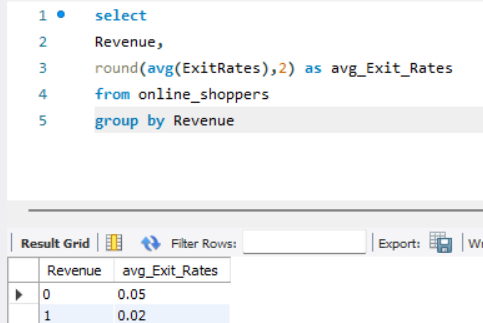 1 select
2 Revenue,
3 round(avg(ExitRates),2) as avg_Exit_Rates
4 from online_shoppers
5 group by Revenue
Result Grid Filter Rows: Export:
Revenue avg_Exit_Rates
0 0.05
1 0.02